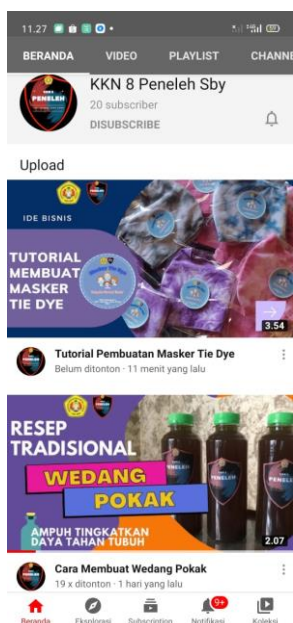 11.27
BERANDA VIDEO PLAYLIST CHANNE
KKN 8 Peneleh Sby
20 subscriber
DISUBSCRIBE
PENELEH
Upload
IDE BISNIS
TUTORIAL
MEMBUAT
MASKER
TIE DYE
3.54
Tutorial Pembuatan Masker Tie Dye
Belum ditonton · 11 menit yang lalu
RESEP
TRADISIONAL
WEDANG
POKAK
AMPUH TINGKATKAN
DAYA TAHAN TUBUH
2.07
Cara Membuat Wedang Pokak
19 x ditonton · 1 hari yang lalu
9+
Beranda Eksplorasi Subscription Notifikasi Koleksi